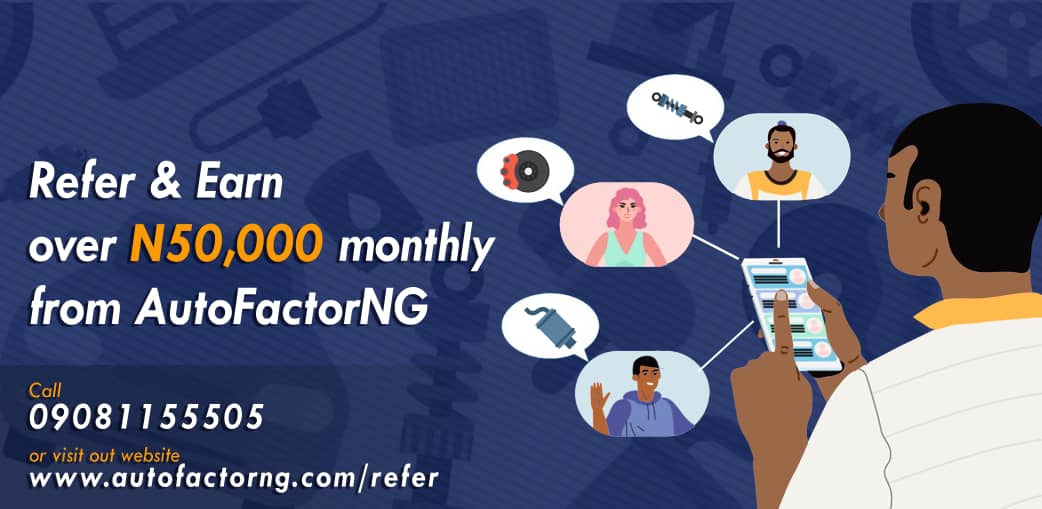 Refer & Earn
over N50,000 monthly
from AutoFactorNG
Call
09081155505
or visit out website
www.autofactorng.com/refer